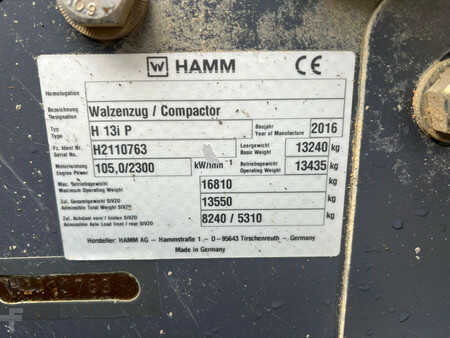 HAMM CE
Homologation
Bezeichnung Designation Walzenzug / Compactor
Typ Type H 13i P Baujahr Year of Manufacture 2016
Fz. Ident Nr. Serial No. H2110763 Leergewicht Basic Weight 13240 kg
Motorleistung Engine Power 105,0/2300 kW/min⁻¹ Betriebsgewicht Operating Weight 13435 kg
Max. Betriebsgewicht Maximum Operating Weight 16810 kg
Zul. Gesamtgewicht StVZO Admissible Total Weight StVZO 13550 kg
Zul. Achslast vorn / hinten StVZO Admissible Axle Load front / rear StVZO 8240 / 5310 kg
Hersteller: HAMM AG – Hammstraße 1 – D – 95643 Tirschenreuth – Germany
Made in Germany